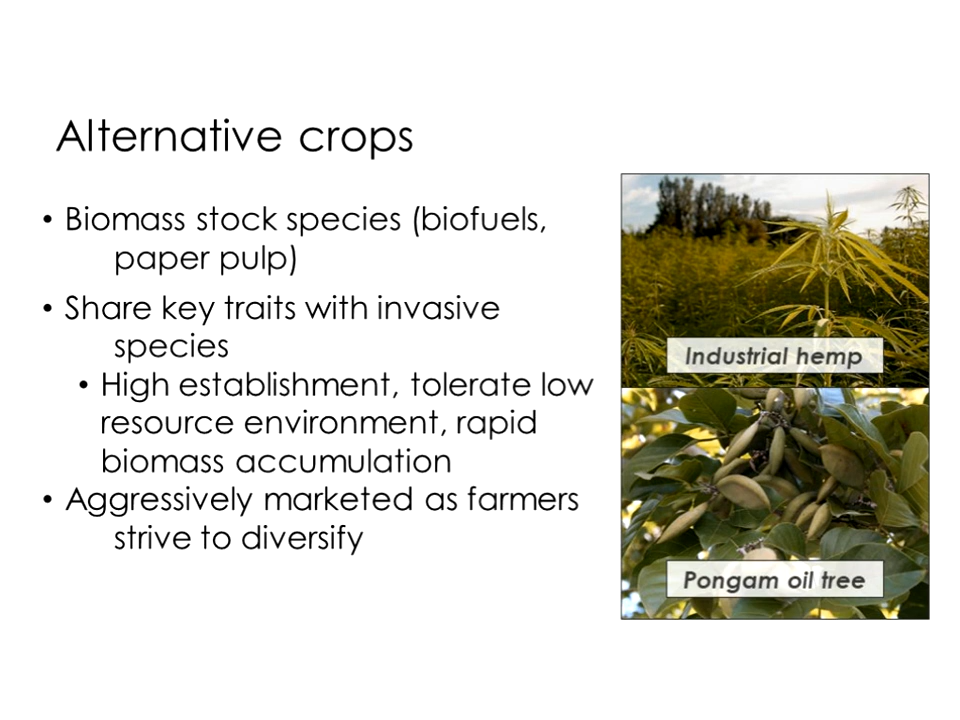 Alternative crops
• Biomass stock species (biofuels,
paper pulp)
• Share key traits with invasive
species
• High establishment, tolerate low
resource environment, rapid
biomass accumulation
• Aggressively marketed as farmers
strive to diversify
Industrial hemp
Pongam oil tree